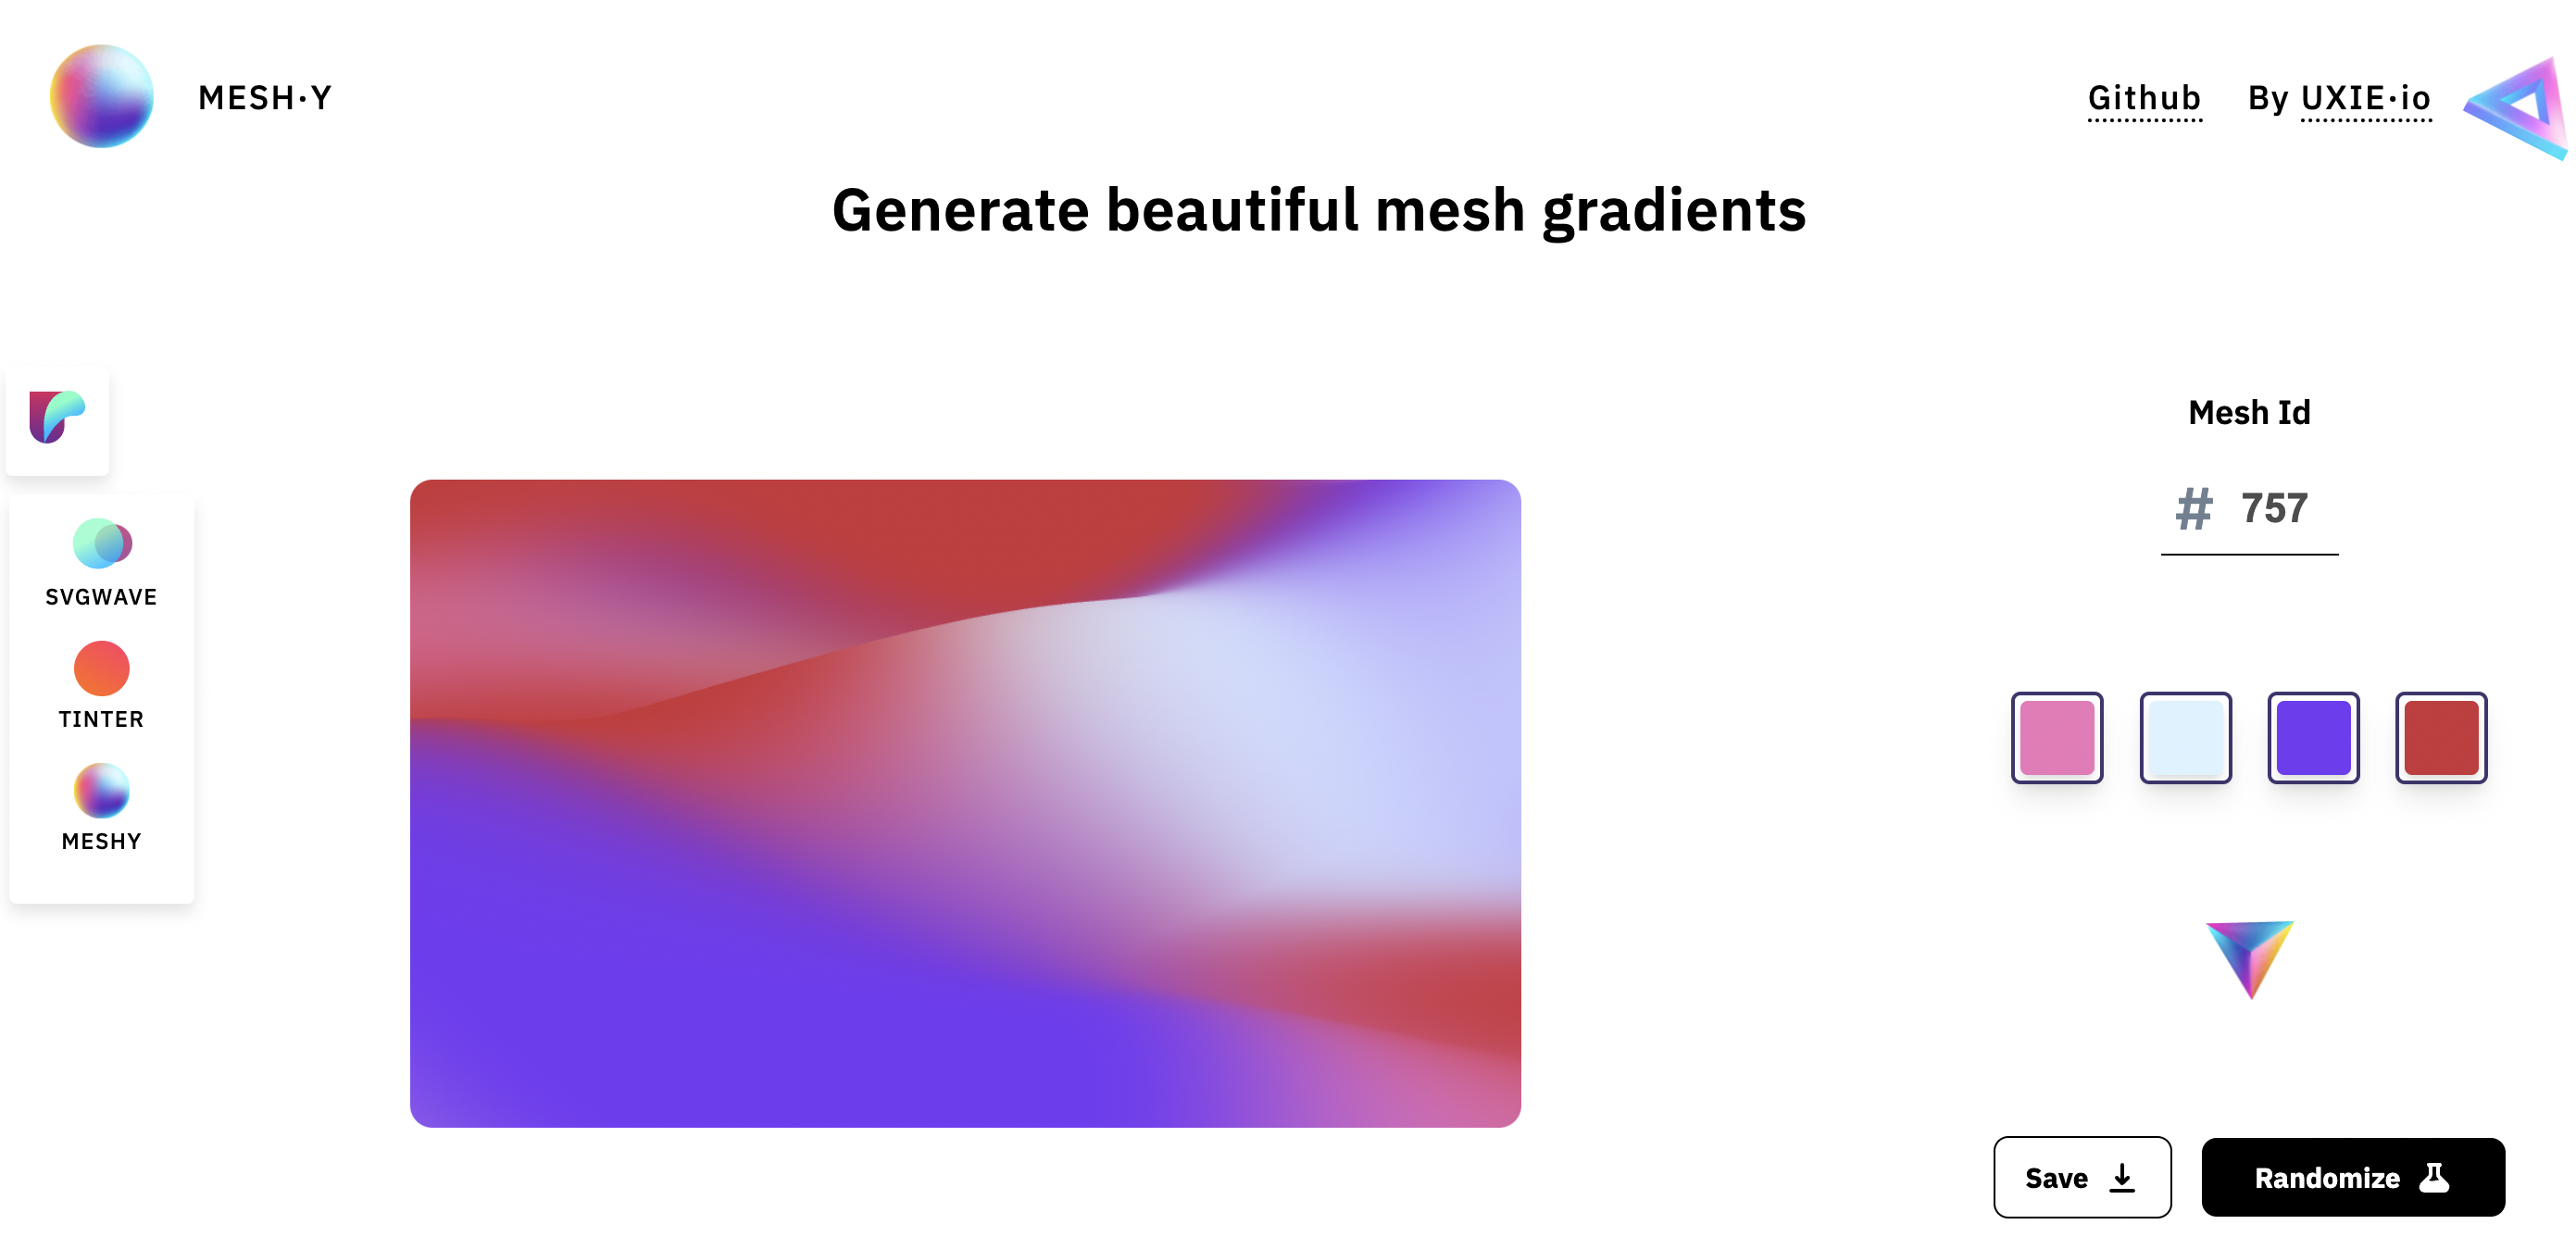 MESH·Y
Github By UXIE·io
Generate beautiful mesh gradients
SVGWAVE
TINTER
MESHY
Mesh Id
# 757
Save
Randomize